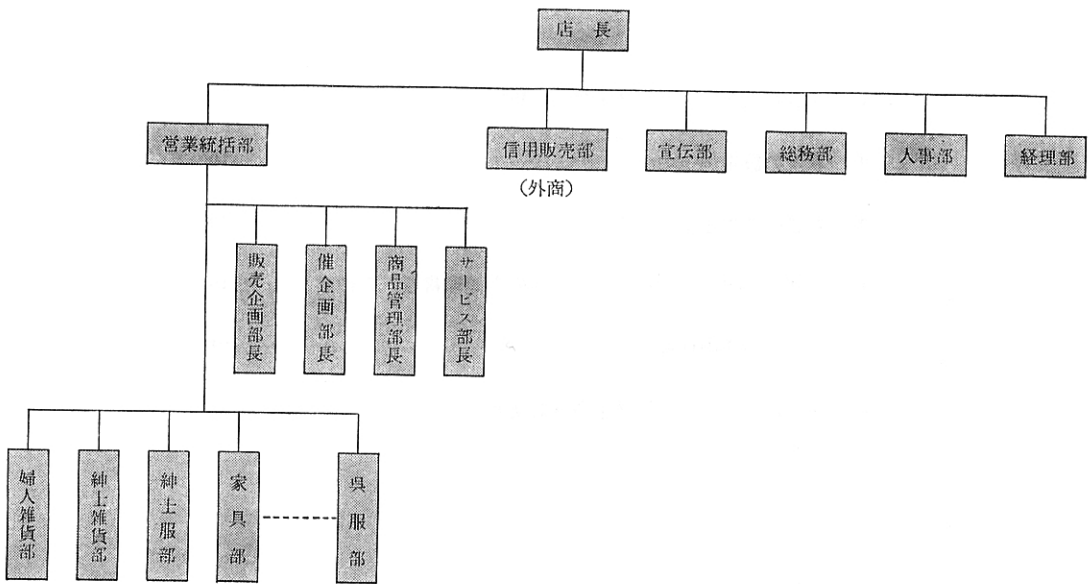 店長
営業統括部
信用販売部
宣伝部
総務部
人事部
経理部
(外商)
販売企画部長
催企画部長
商品管理部長
サービス部長
婦人雑貨部
紳士雑貨部
紳士服部
家具部
呉服部